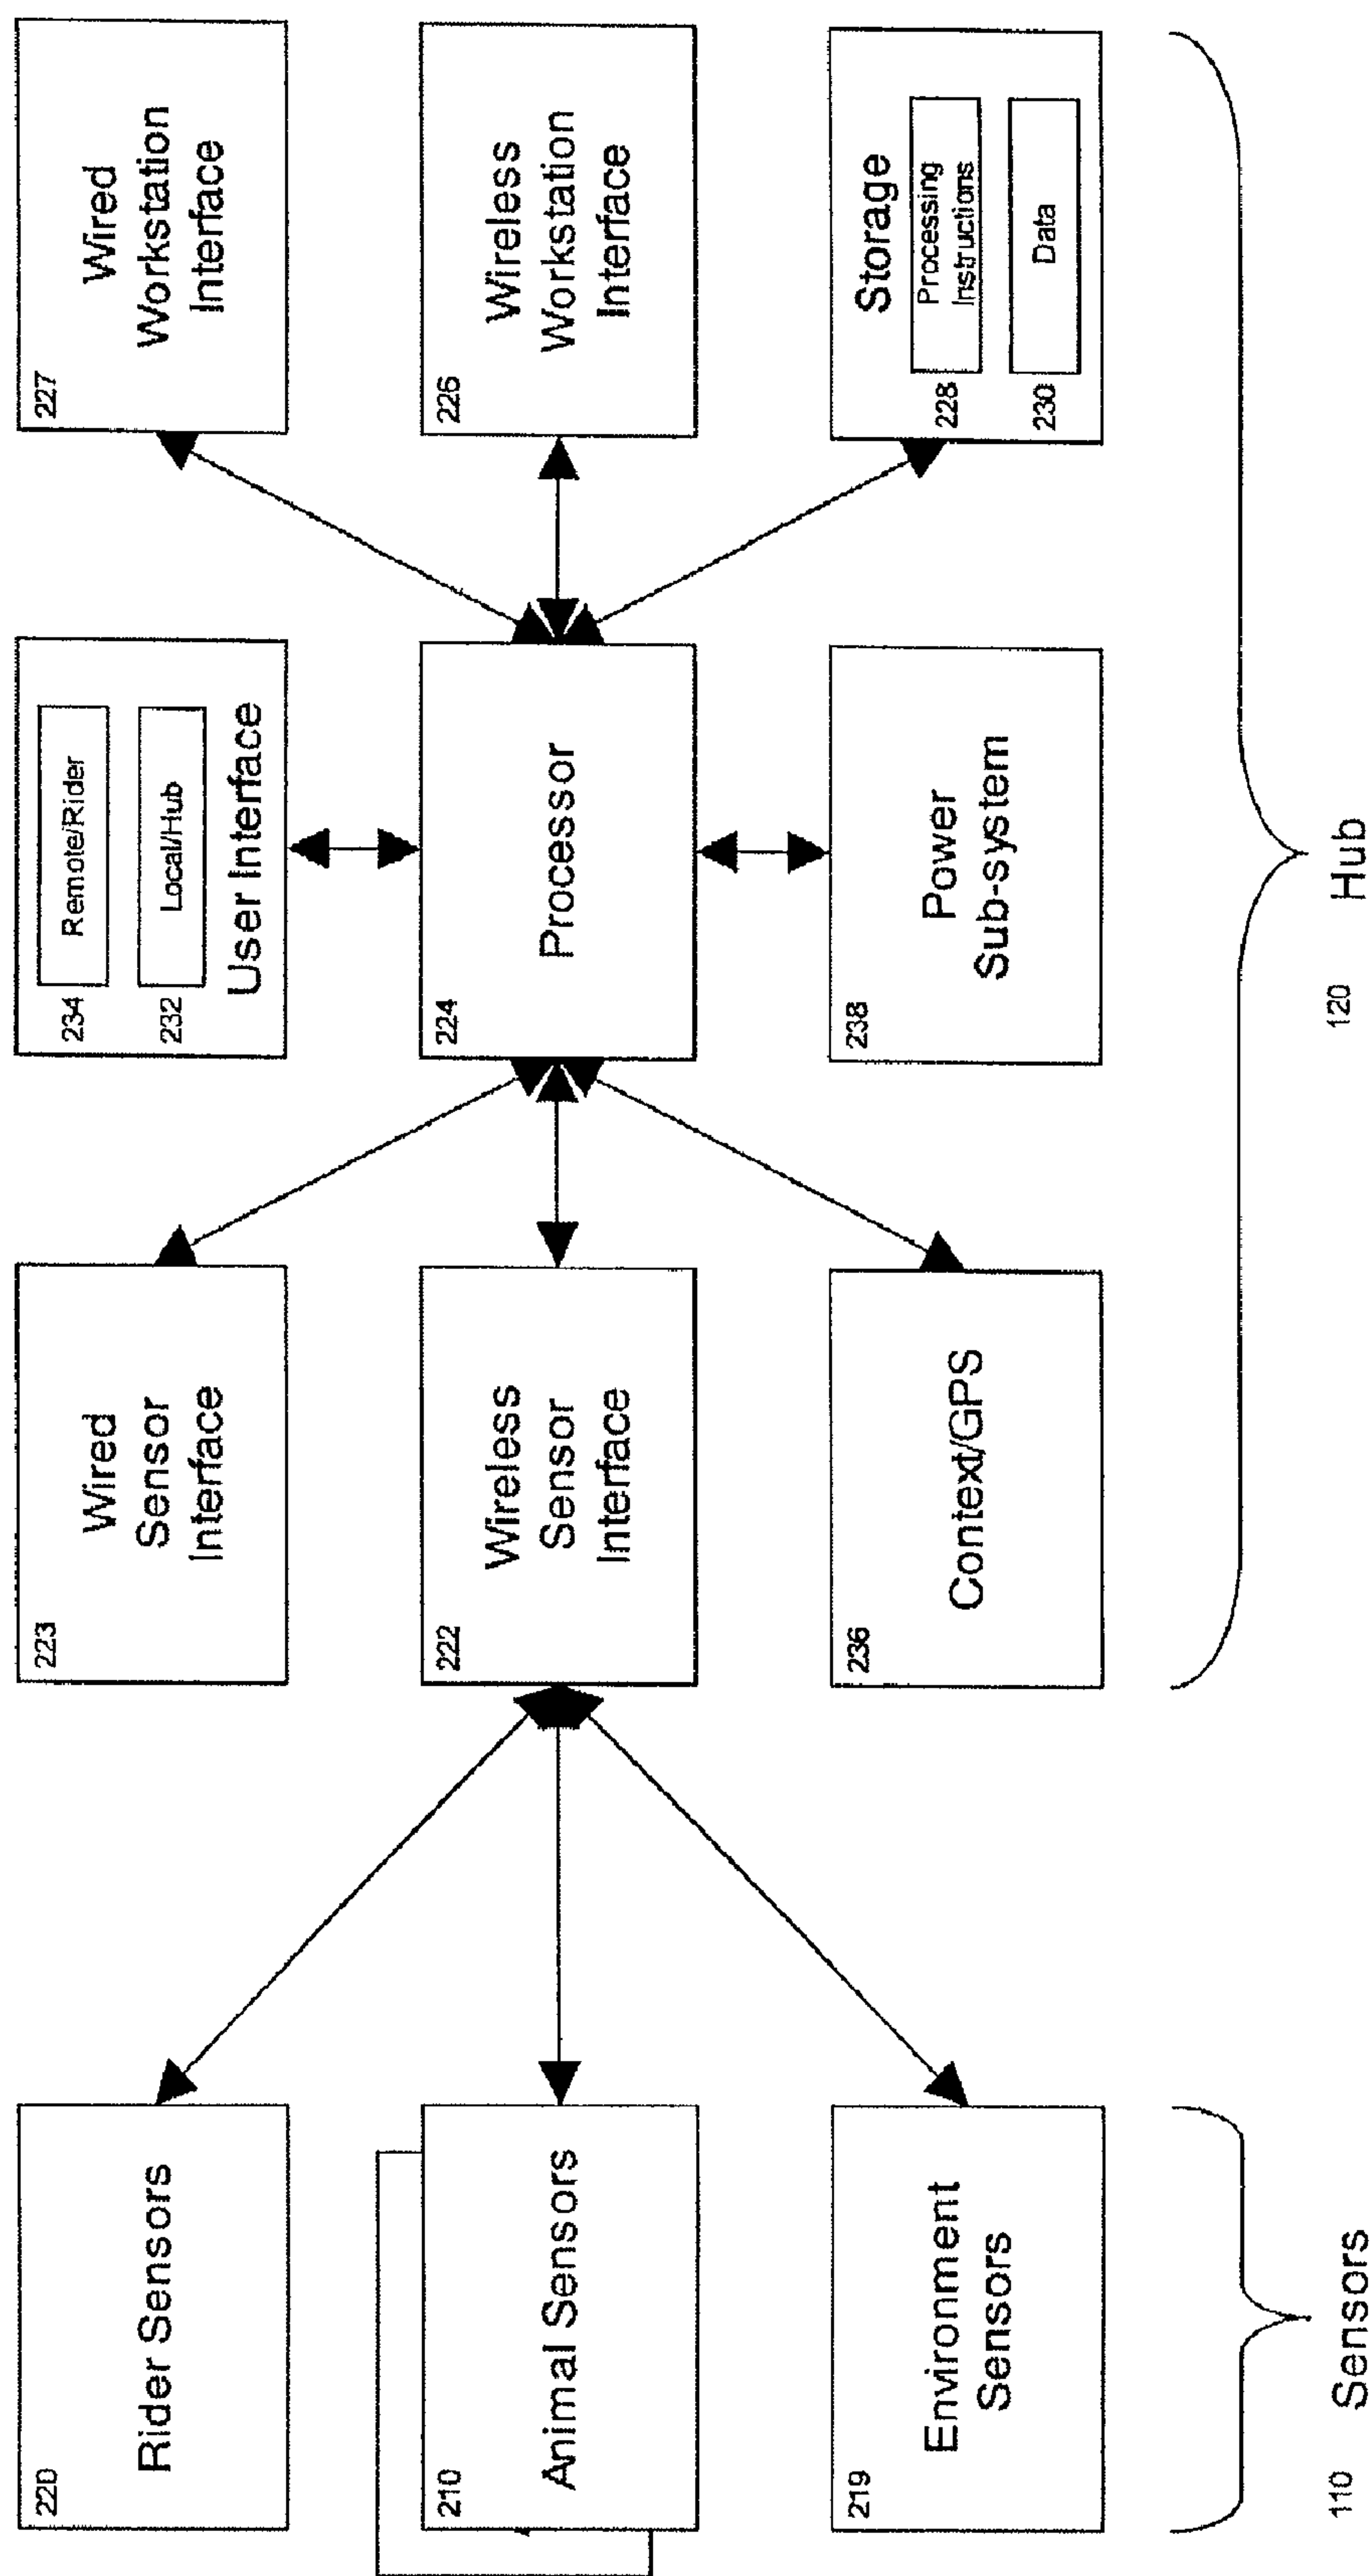 220
Rider Sensors
210
Animal Sensors
219
Environment
Sensors
110 Sensors
223
Wired
Sensor
Interface
222
Wireless
Sensor
Interface
236
Context/GPS
234
Remote/Rider
232
Local/Hub
User Interface
224
Processor
238
Power
Sub-system
227
Wired
Workstation
Interface
226
Wireless
Workstation
Interface
Storage
228
Processing
Instructions
230
Data
120 Hub